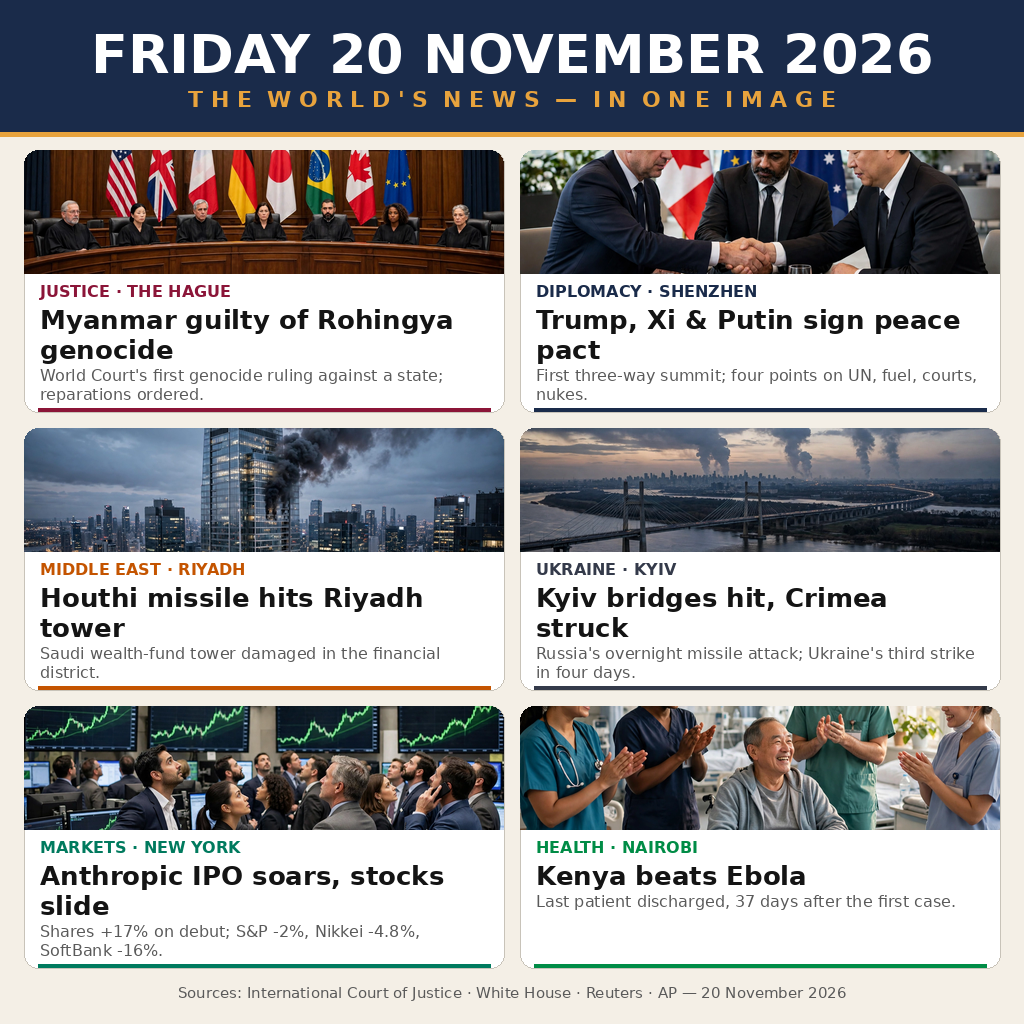 FRIDAY 20 NOVEMBER 2026
THE WORLD'S NEWS — IN ONE IMAGE
JUSTICE · THE HAGUE
Myanmar guilty of Rohingya
genocide
World Court's first genocide ruling against a state;
reparations ordered.
DIPLOMACY · SHENZHEN
Trump, Xi & Putin sign peace
pact
First three-way summit; four points on UN, fuel, courts,
nukes.
MIDDLE EAST · RIYADH
Houthi missile hits Riyadh
tower
Saudi wealth-fund tower damaged in the financial
district.
UKRAINE · KYIV
Kyiv bridges hit, Crimea
struck
Russia's overnight missile attack; Ukraine's third strike
in four days.
MARKETS · NEW YORK
Anthropic IPO soars, stocks
slide
Shares +17% on debut; S&P -2%, Nikkei -4.8%,
SoftBank -16%.
HEALTH · NAIROBI
Kenya beats Ebola
Last patient discharged, 37 days after the first case.
Sources: International Court of Justice · White House · Reuters · AP — 20 November 2026